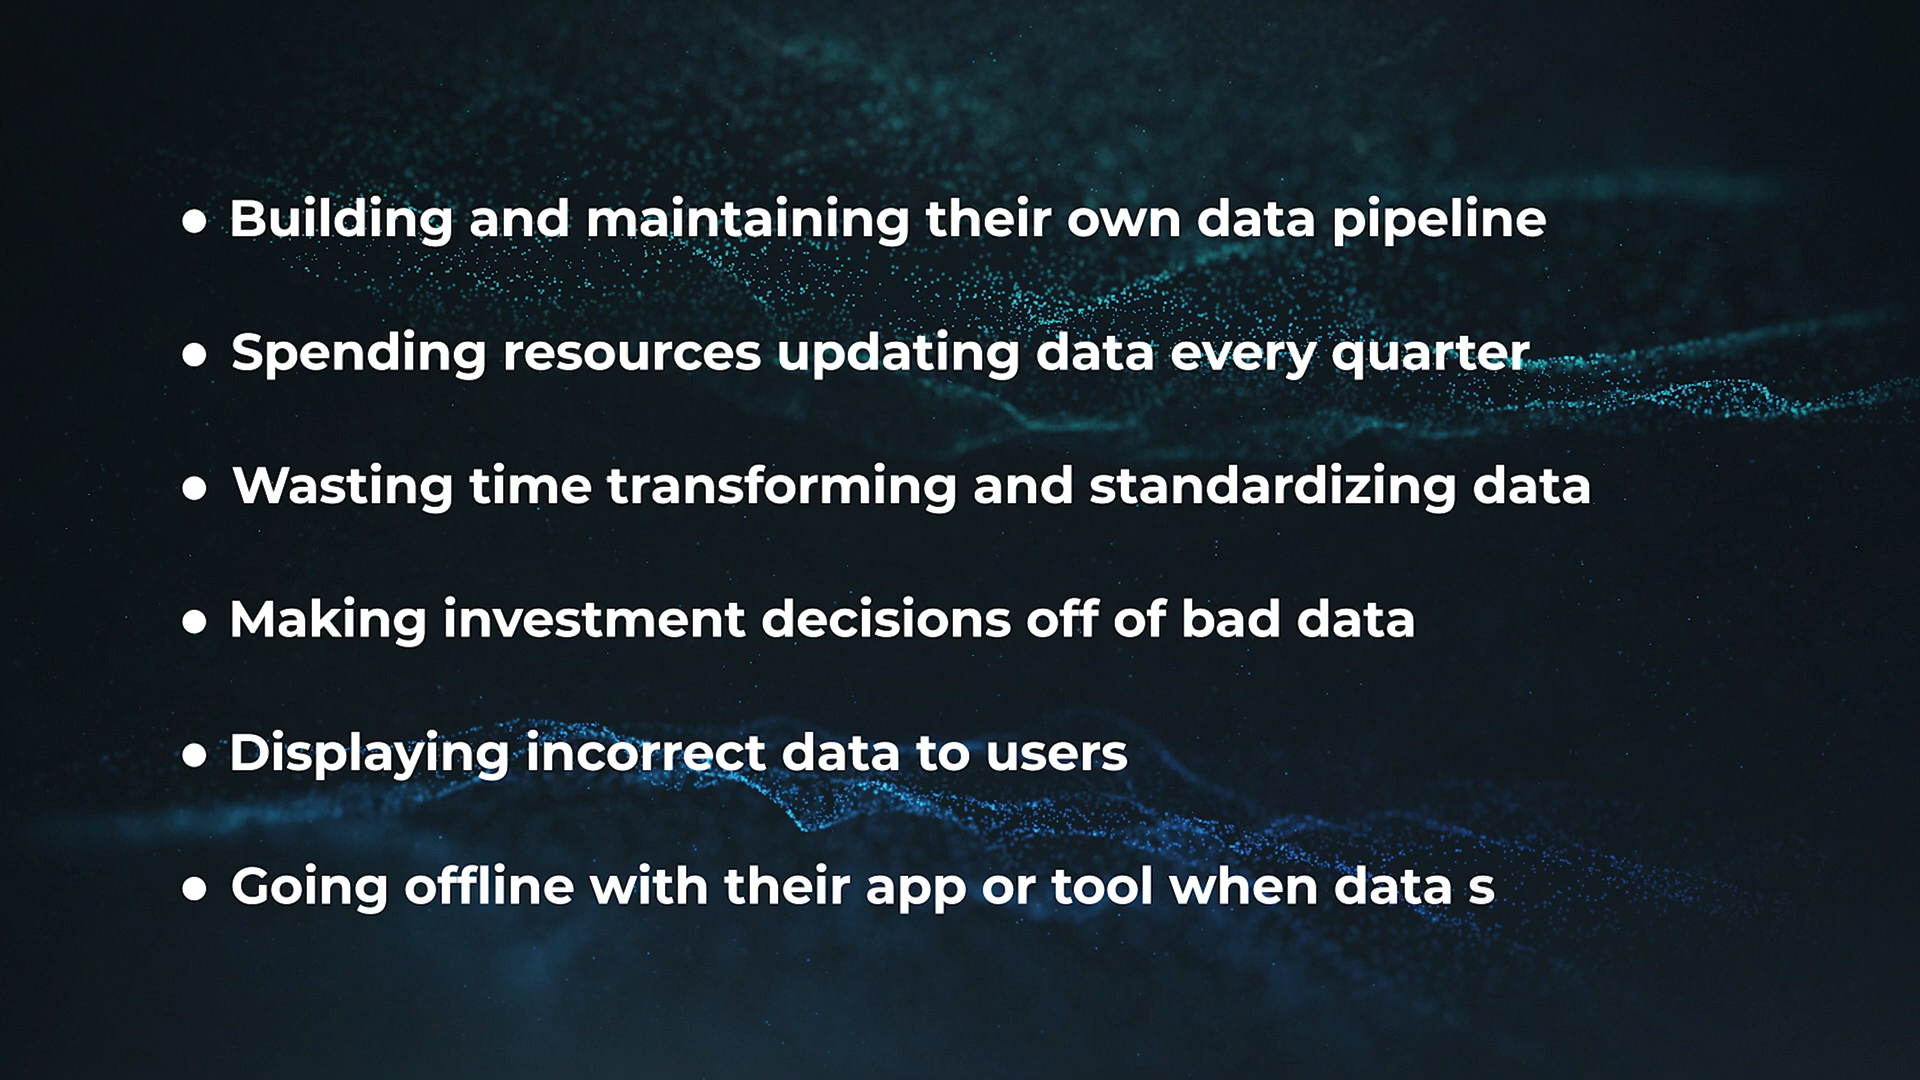 • Building and maintaining their own data pipeline
• Spending resources updating data every quarter
• Wasting time transforming and standardizing data
• Making investment decisions off of bad data
• Displaying incorrect data to users
• Going offline with their app or tool when data s